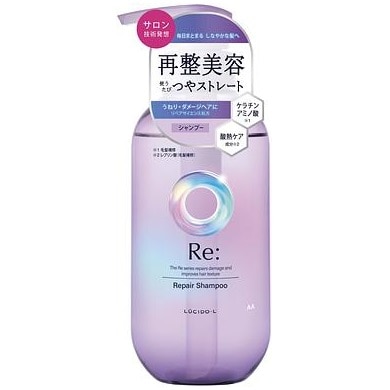 サロン
技術発想
毎日まとまる しなやかな髪へ
再整美容
使う
たび
つやストレート
うねり・ダメージヘアに
リペアサイエンス処方
シャンプー
ケラチン
アミノ酸
※1
酸熱ケア
成分※2
※1 毛髪補修
※2 レブリン酸(毛髪補修)
Re:
The Re series repairs damage and
improves hair texture
Repair Shampoo
LÚCIDO-L